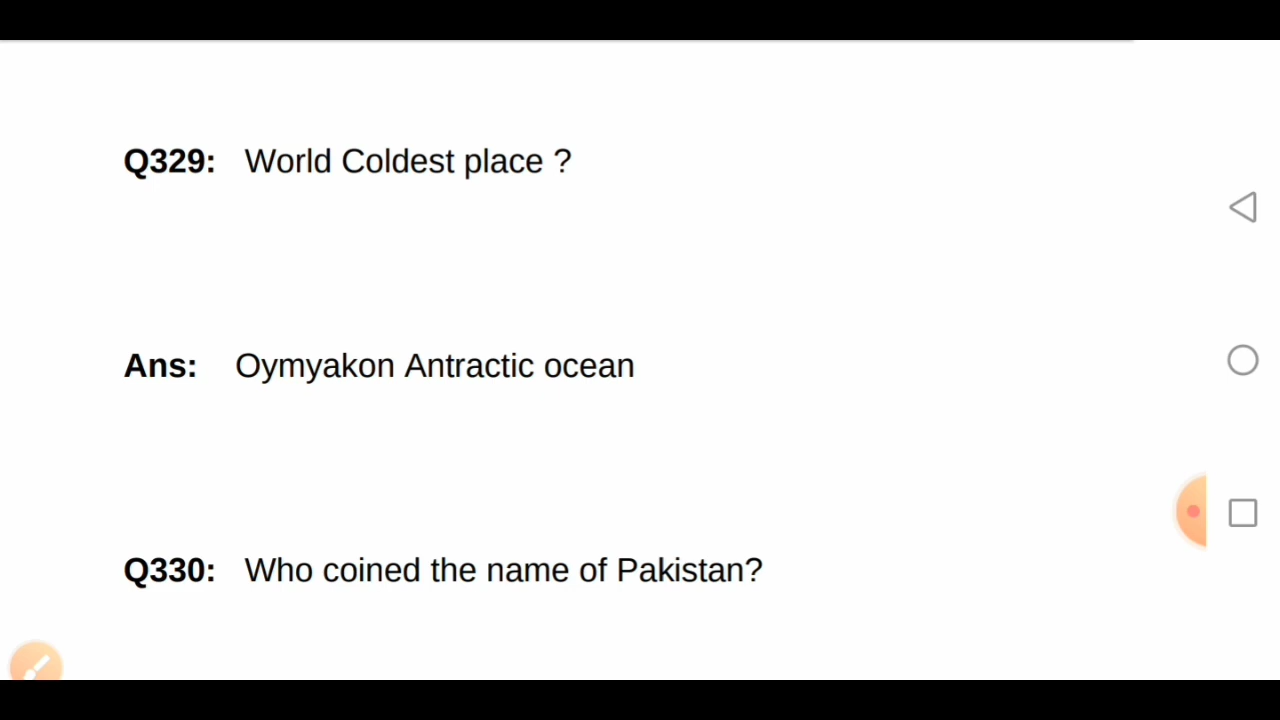 Q329: World Coldest place ?
Ans: Oymyakon Antractic ocean
Q330: Who coined the name of Pakistan?